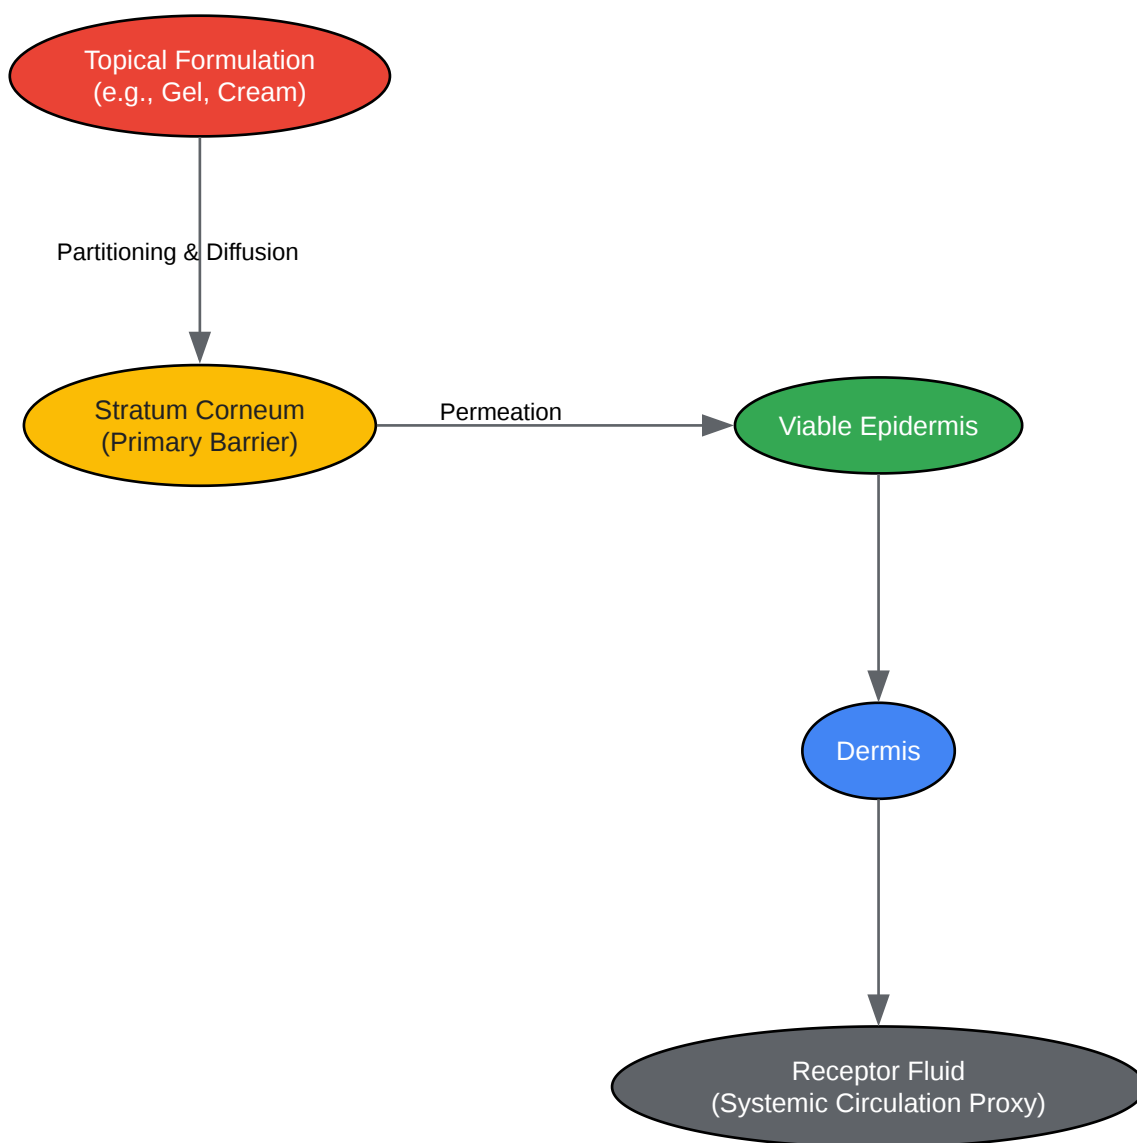 Topical Formulation
(e.g., Gel, Cream)
Partitioning & Diffusion
Stratum Corneum
(Primary Barrier)
Permeation
Viable Epidermis
Dermis
Receptor Fluid
(Systemic Circulation Proxy)